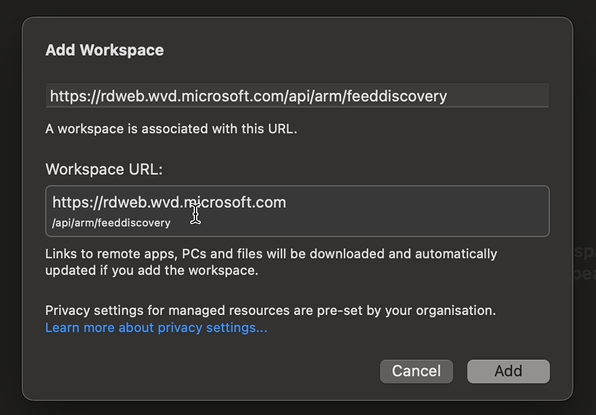 Add Workspace
https://rdweb.wvd.microsoft.com/api/arm/feeddiscovery
A workspace is associated with this URL.
Workspace URL:
https://rdweb.wvd.microsoft.com
/api/arm/feeddiscovery
Links to remote apps, PCs and files will be downloaded and automatically
updated if you add the workspace.
Privacy settings for managed resources are pre-set by your organisation.
Learn more about privacy settings...
Cancel
Add